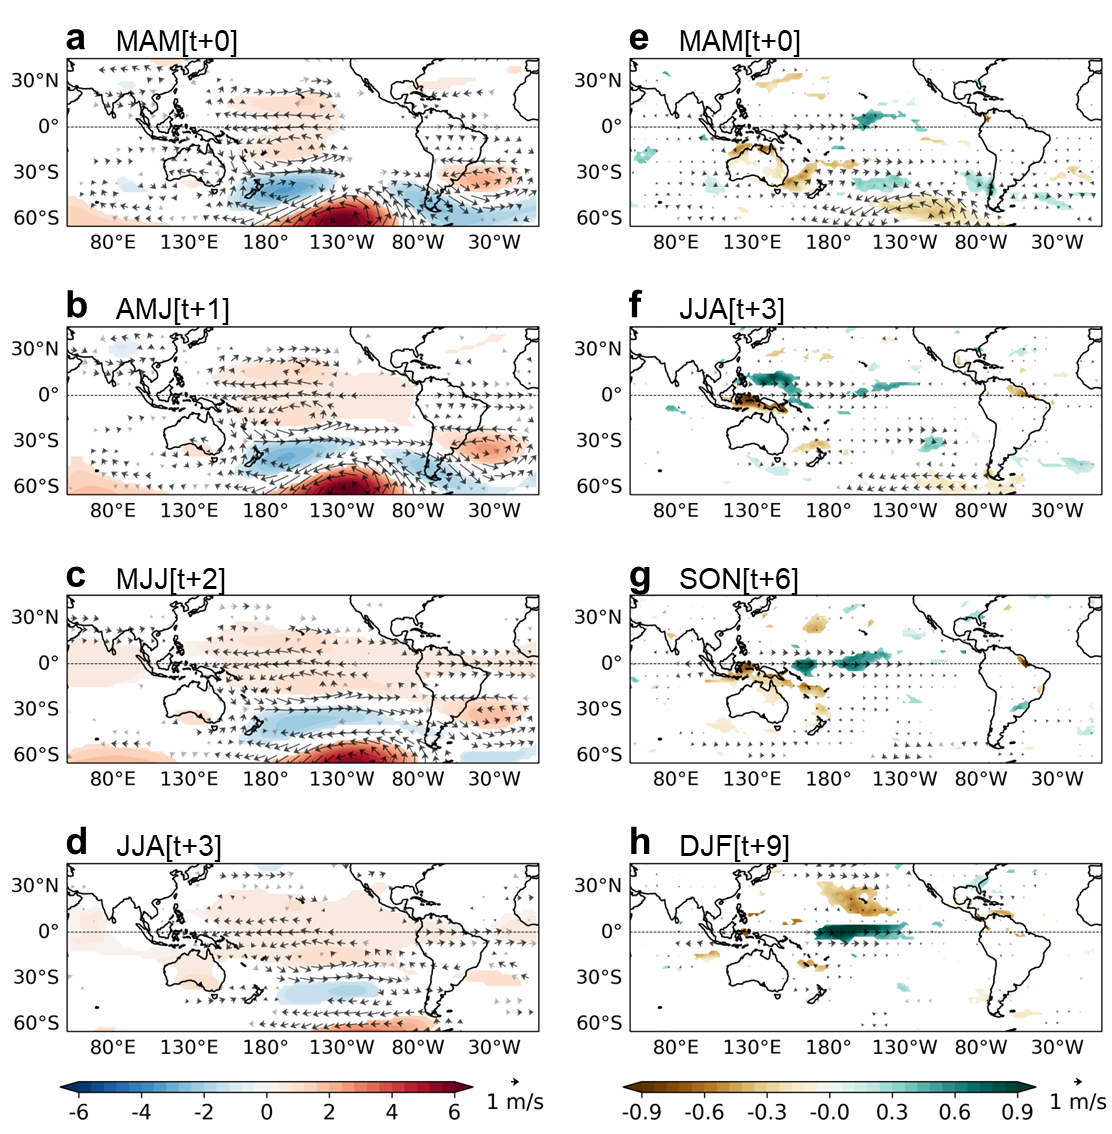 a MAM[t+0]
30°N
0°
30°S
60°S
80°E 130°E 180° 130°W 80°W 30°W
e MAM[t+0]
30°N
0°
30°S
60°S
80°E 130°E 180° 130°W 80°W 30°W
b AMJ[t+1]
30°N
0°
30°S
60°S
80°E 130°E 180° 130°W 80°W 30°W
f JJA[t+3]
30°N
0°
30°S
60°S
80°E 130°E 180° 130°W 80°W 30°W
c MJJ[t+2]
30°N
0°
30°S
60°S
80°E 130°E 180° 130°W 80°W 30°W
g SON[t+6]
30°N
0°
30°S
60°S
80°E 130°E 180° 130°W 80°W 30°W
d JJA[t+3]
30°N
0°
30°S
60°S
80°E 130°E 180° 130°W 80°W 30°W
h DJF[t+9]
30°N
0°
30°S
60°S
80°E 130°E 180° 130°W 80°W 30°W
-6 -4 -2 0 2 4 6 1 m/s
-0.9 -0.6 -0.3 -0.0 0.3 0.6 0.9 1 m/s